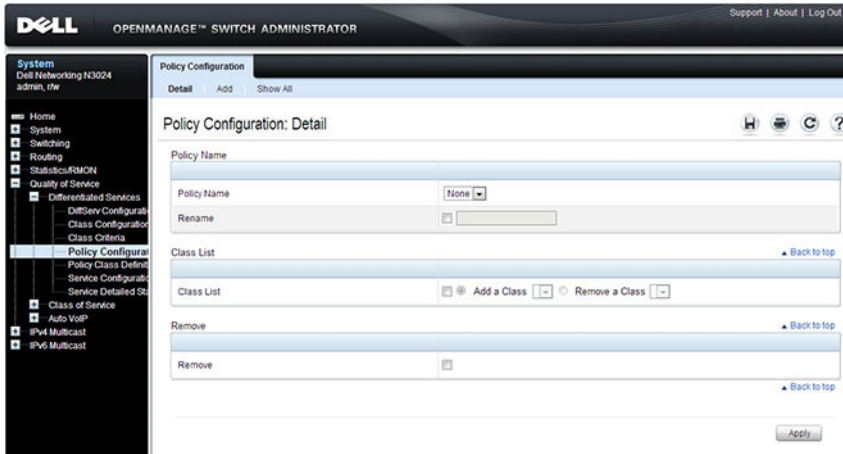 Support | About | Log Out
DELL OPENMANAGE™ SWITCH ADMINISTRATOR
System
Dell Networking N3024
admin, r/w
Home
System
Switching
Routing
Statistics/RMON
Quality of Service
Differentiated Services
DiffServ Configurati
Class Configuration
Class Criteria
Policy Configurat
Policy Class Definit
Service Configuratio
Service Detailed Sta
Class of Service
Auto VoIP
IPv4 Multicast
IPv6 Multicast
Policy Configuration
Detail Add Show All
Policy Configuration: Detail
Policy Name
Policy Name None
Rename
Class List Back to top
Class List Add a Class Remove a Class
Remove Back to top
Remove
Back to top
Apply